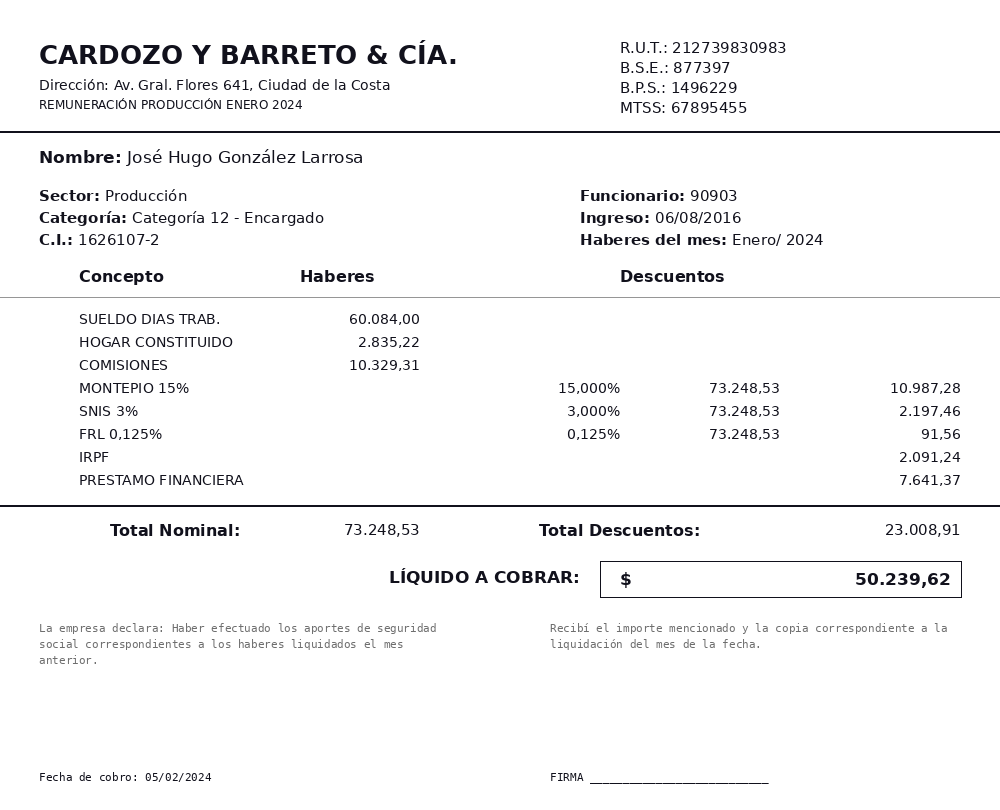 CARDOZO Y BARRETO & CÍA.
Dirección: Av. Gral. Flores 641, Ciudad de la Costa
REMUNERACIÓN PRODUCCIÓN ENERO 2024
R.U.T.: 212739830983
B.S.E.: 877397
B.P.S.: 1496229
MTSS: 67895455
Nombre: José Hugo González Larrosa
Sector: Producción
Categoría: Categoría 12 - Encargado
C.I.: 1626107-2
Funcionario: 90903
Ingreso: 06/08/2016
Haberes del mes: Enero/ 2024
Concepto Haberes Descuentos
SUELDO DIAS TRAB. 60.084,00
HOGAR CONSTITUIDO 2.835,22
COMISIONES 10.329,31
MONTEPIO 15% 15,000% 73.248,53 10.987,28
SNIS 3% 3,000% 73.248,53 2.197,46
FRL 0,125% 0,125% 73.248,53 91,56
IRPF 2.091,24
PRESTAMO FINANCIERA 7.641,37
Total Nominal: 73.248,53 Total Descuentos: 23.008,91
LÍQUIDO A COBRAR: $ 50.239,62
La empresa declara: Haber efectuado los aportes de seguridad
social correspondientes a los haberes liquidados el mes
anterior.
Recibí el importe mencionado y la copia correspondiente a la
liquidación del mes de la fecha.
Fecha de cobro: 05/02/2024
FIRMA ___________________________